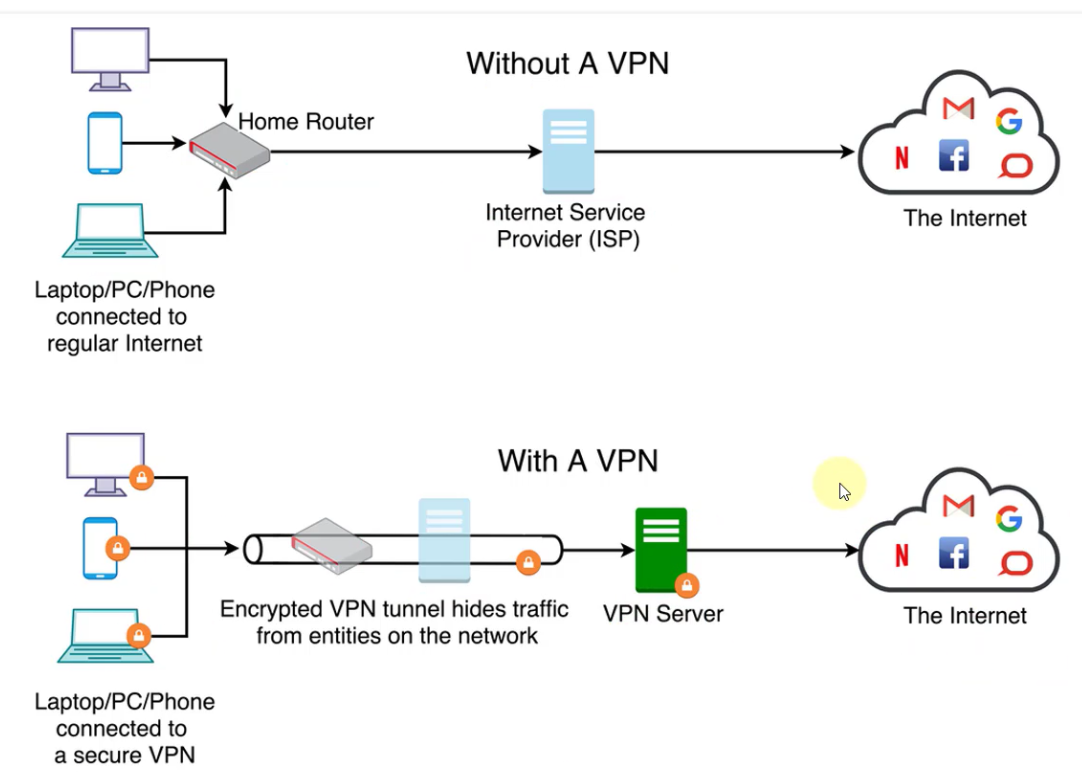 Without A VPN
Home Router
Internet Service
Provider (ISP)
N
G
f
The Internet
Laptop/PC/Phone
connected to
regular Internet
With A VPN
Encrypted VPN tunnel hides traffic
from entities on the network
VPN Server
N
G
f
The Internet
Laptop/PC/Phone
connected to
a secure VPN